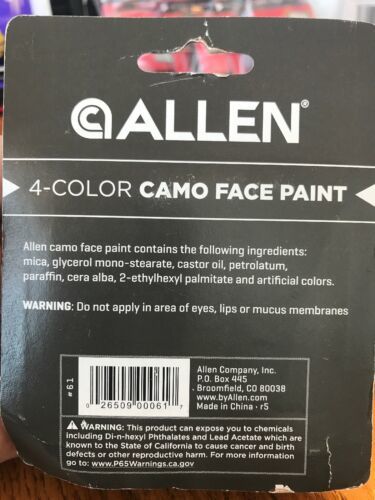 ALLEN®
4-COLOR CAMO FACE PAINT
Allen camo face paint contains the following ingredients:
mica, glycerol mono-stearate, castor oil, petrolatum,
paraffin, cera alba, 2-ethylhexyl palmitate and artificial colors.
WARNING: Do not apply in area of eyes, lips or mucus membranes
#61
0 26509 00061 7
Allen Company, Inc.
P.O. Box 445
Broomfield, CO 80038
www.byAllen.com
Made in China · r5
WARNING: This product can expose you to chemicals
including Di-n-hexyl Phthalates and Lead Acetate which are
known to the State of California to cause cancer and birth
defects or other reproductive harm. For more information
go to: www.P65Warnings.ca.gov